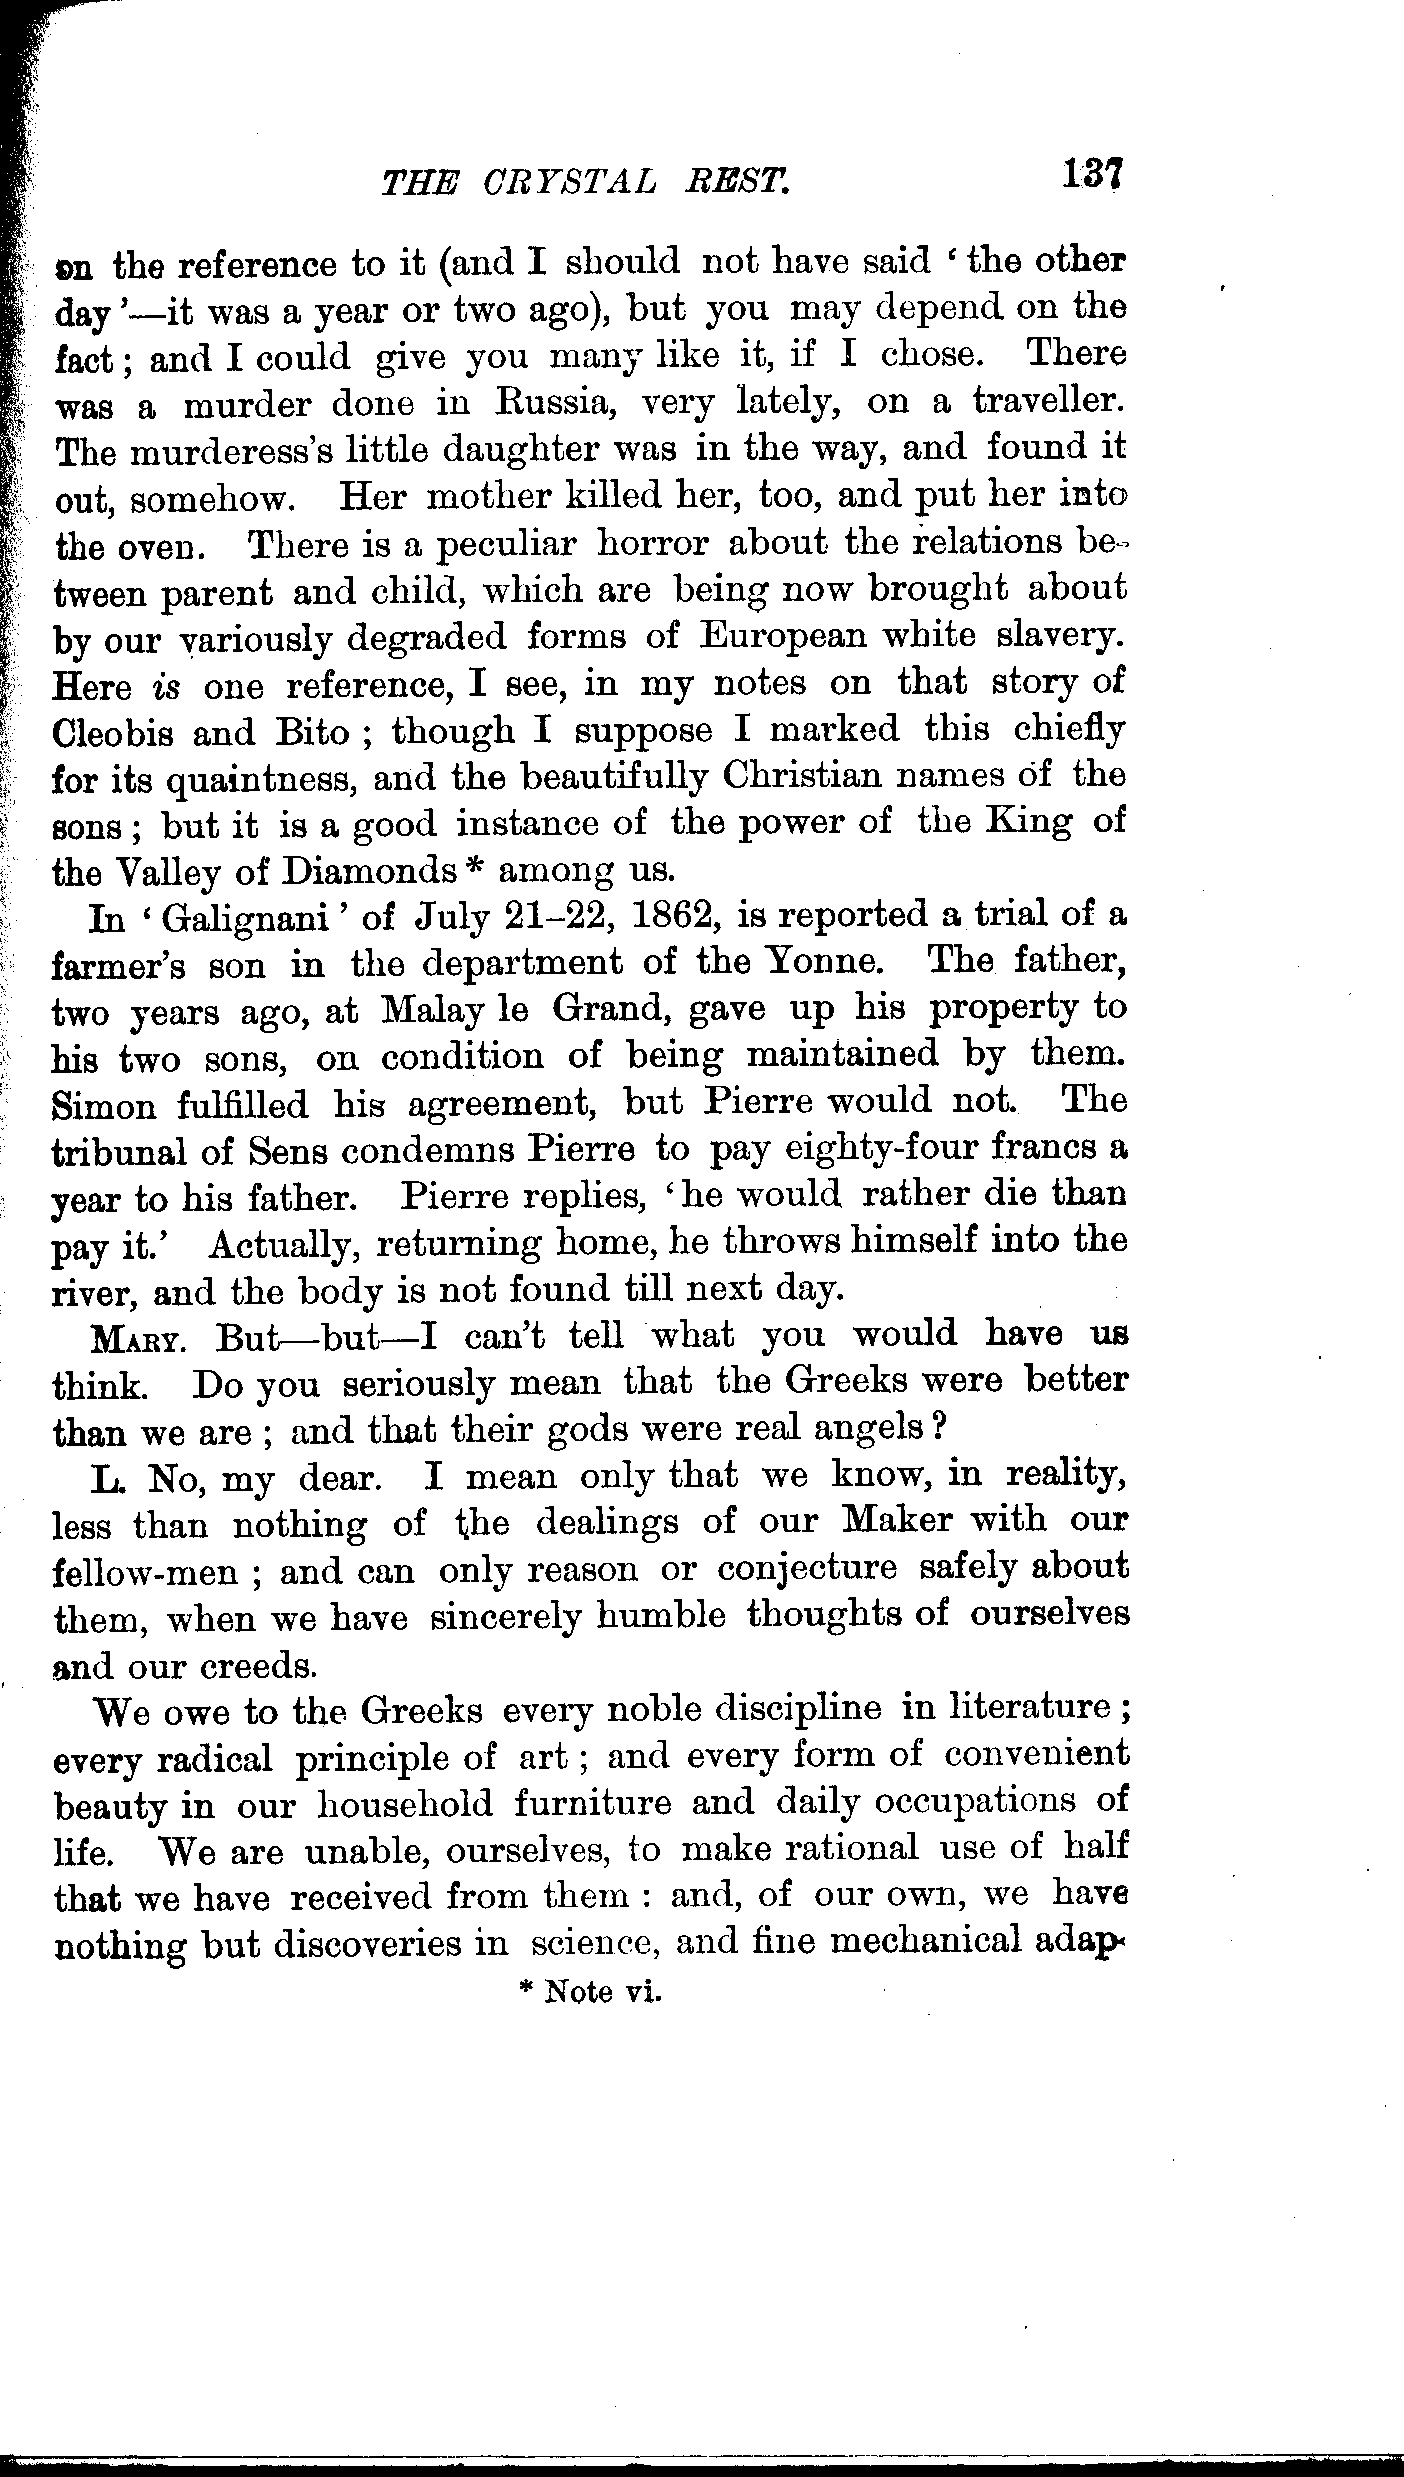 THE CRYSTAL REST. 137
on the reference to it (and I should not have said ‘the other
day’—it was a year or two ago), but you may depend on the
fact; and I could give you many like it, if I chose. There
was a murder done in Russia, very lately, on a traveller.
The murderess’s little daughter was in the way, and found it
out, somehow. Her mother killed her, too, and put her into
the oven. There is a peculiar horror about the relations be-
tween parent and child, which are being now brought about
by our variously degraded forms of European white slavery.
Here is one reference, I see, in my notes on that story of
Cleobis and Bito; though I suppose I marked this chiefly
for its quaintness, and the beautifully Christian names of the
sons; but it is a good instance of the power of the King of
the Valley of Diamonds* among us.
In ‘Galignani’ of July 21–22, 1862, is reported a trial of a
farmer’s son in the department of the Yonne. The father,
two years ago, at Malay le Grand, gave up his property to
his two sons, on condition of being maintained by them.
Simon fulfilled his agreement, but Pierre would not. The
tribunal of Sens condemns Pierre to pay eighty-four francs a
year to his father. Pierre replies, ‘he would rather die than
pay it.’ Actually, returning home, he throws himself into the
river, and the body is not found till next day.
MARY. But—but—I can’t tell what you would have us
think. Do you seriously mean that the Greeks were better
than we are; and that their gods were real angels?
L. No, my dear. I mean only that we know, in reality,
less than nothing of the dealings of our Maker with our
fellow-men; and can only reason or conjecture safely about
them, when we have sincerely humble thoughts of ourselves
and our creeds.
We owe to the Greeks every noble discipline in literature;
every radical principle of art; and every form of convenient
beauty in our household furniture and daily occupations of
life. We are unable, ourselves, to make rational use of half
that we have received from them: and, of our own, we have
nothing but discoveries in science, and fine mechanical adap-
* Note vi.